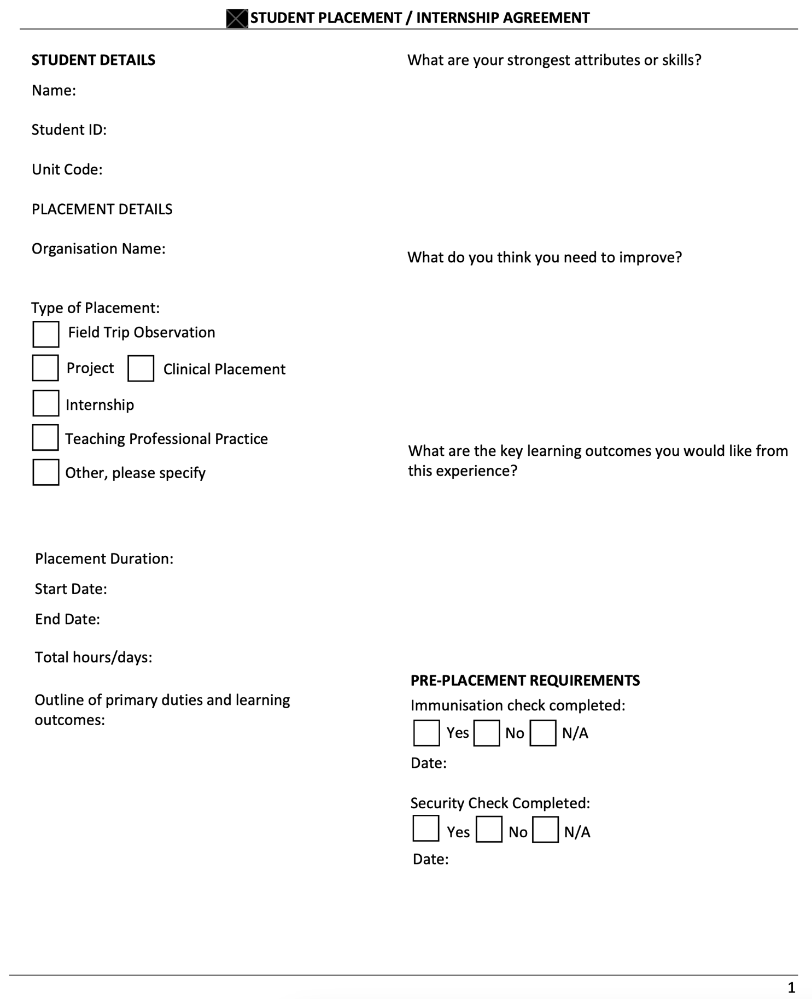 STUDENT PLACEMENT / INTERNSHIP AGREEMENT
STUDENT DETAILS
Name:
Student ID:
Unit Code:
PLACEMENT DETAILS
Organisation Name:
Type of Placement:
Field Trip Observation
Project Clinical Placement
Internship
Teaching Professional Practice
Other, please specify
Placement Duration:
Start Date:
End Date:
Total hours/days:
Outline of primary duties and learning
outcomes:
What are your strongest attributes or skills?
What do you think you need to improve?
What are the key learning outcomes you would like from
this experience?
PRE-PLACEMENT REQUIREMENTS
Immunisation check completed:
Yes No N/A
Date:
Security Check Completed:
Yes No N/A
Date:
1